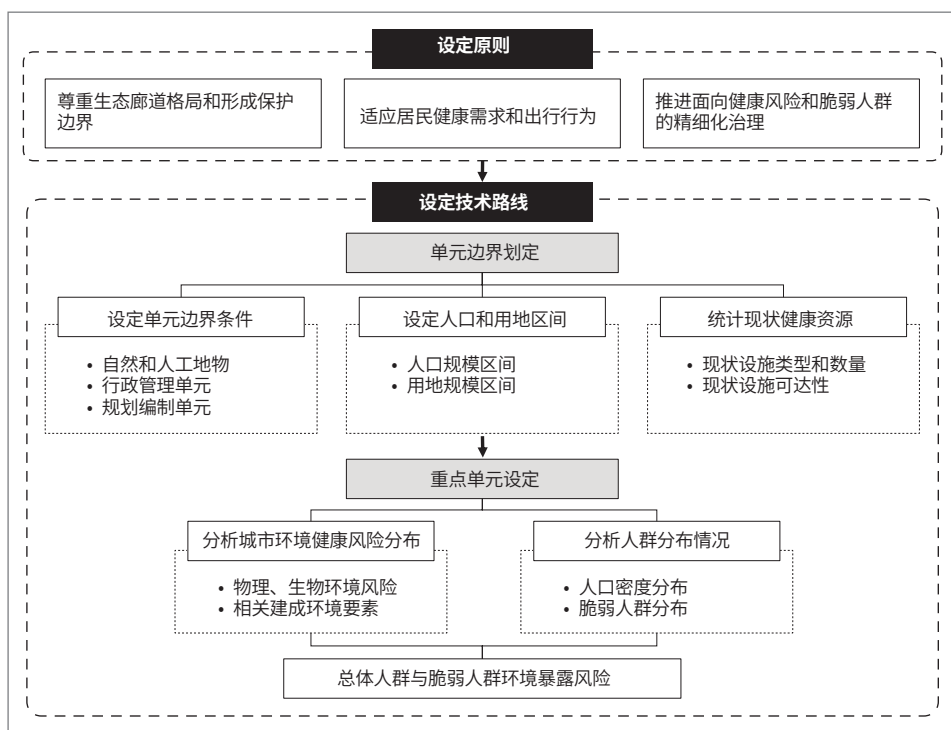 设定原则
尊重生态廊道格局和形成保护
边界
适应居民健康需求和出行行为
推进面向健康风险和脆弱人群
的精细化治理
设定技术路线
单元边界划定
设定单元边界条件
• 自然和人工地物
• 行政管理单元
• 规划编制单元
设定人口和用地区间
• 人口规模区间
• 用地规模区间
统计现状健康资源
• 现状设施类型和数量
• 现状设施可达性
重点单元设定
分析城市环境健康风险分布
• 物理、生物环境风险
• 相关建成环境要素
分析人群分布情况
• 人口密度分布
• 脆弱人群分布
总体人群与脆弱人群环境暴露风险